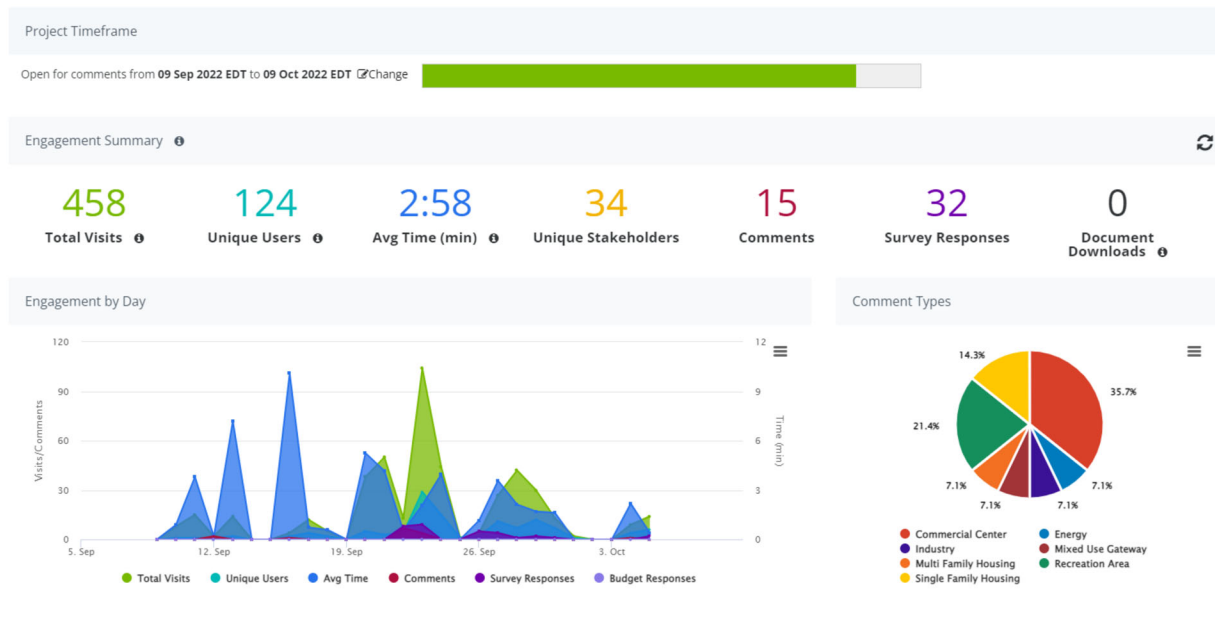 Project Timeframe
Open for comments from 09 Sep 2022 EDT to 09 Oct 2022 EDT Change
Engagement Summary
458
Total Visits
124
Unique Users
2:58
Avg Time (min)
34
Unique Stakeholders
15
Comments
32
Survey Responses
0
Document
Downloads
Engagement by Day
Visits/Comments
120
90
60
30
0
12
9
6
3
0
Time (min)
5. Sep
12. Sep
19. Sep
26. Sep
3. Oct
Total Visits
Unique Users
Avg Time
Comments
Survey Responses
Budget Responses
Comment Types
14.3%
35.7%
21.4%
7.1%
7.1%
7.1%
7.1%
Commercial Center
Energy
Industry
Mixed Use Gateway
Multi Family Housing
Recreation Area
Single Family Housing